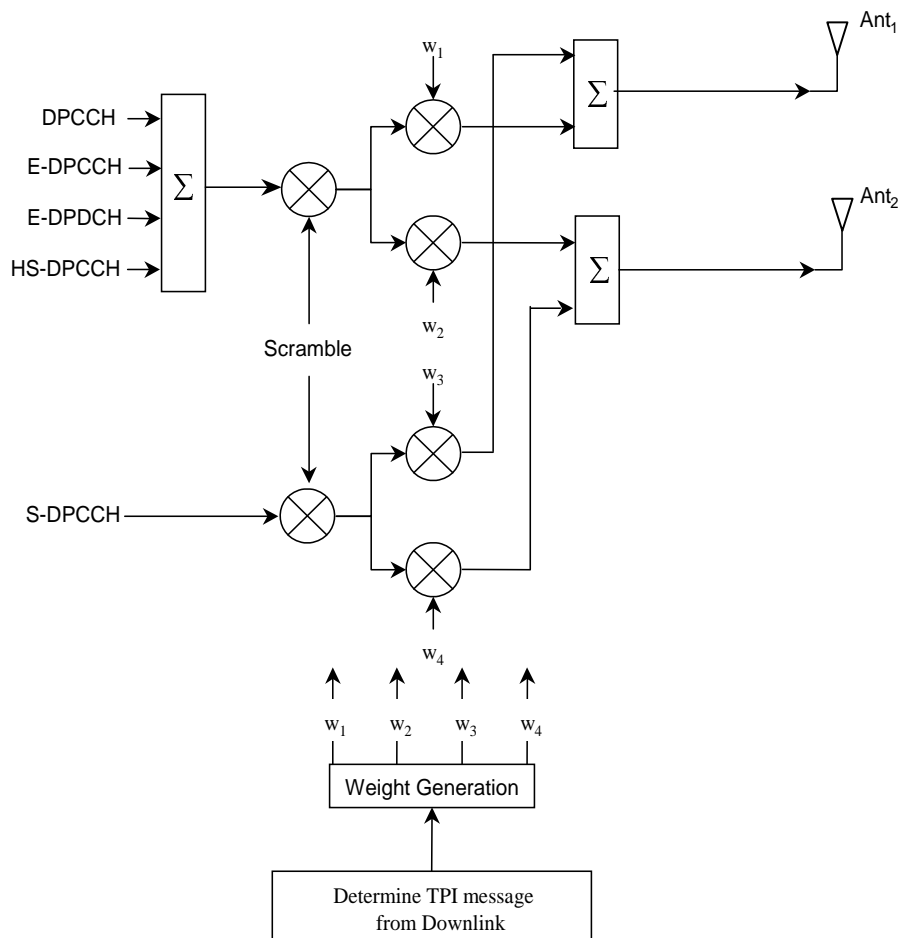 Ant₁
w₁
DPCCH
Σ
E-DPCCH
Σ
Ant₂
E-DPDCH
Σ
HS-DPCCH
w₂
Scramble
w₃
S-DPCCH
w₄
w₁ w₂ w₃ w₄
Weight Generation
Determine TPI message
from Downlink